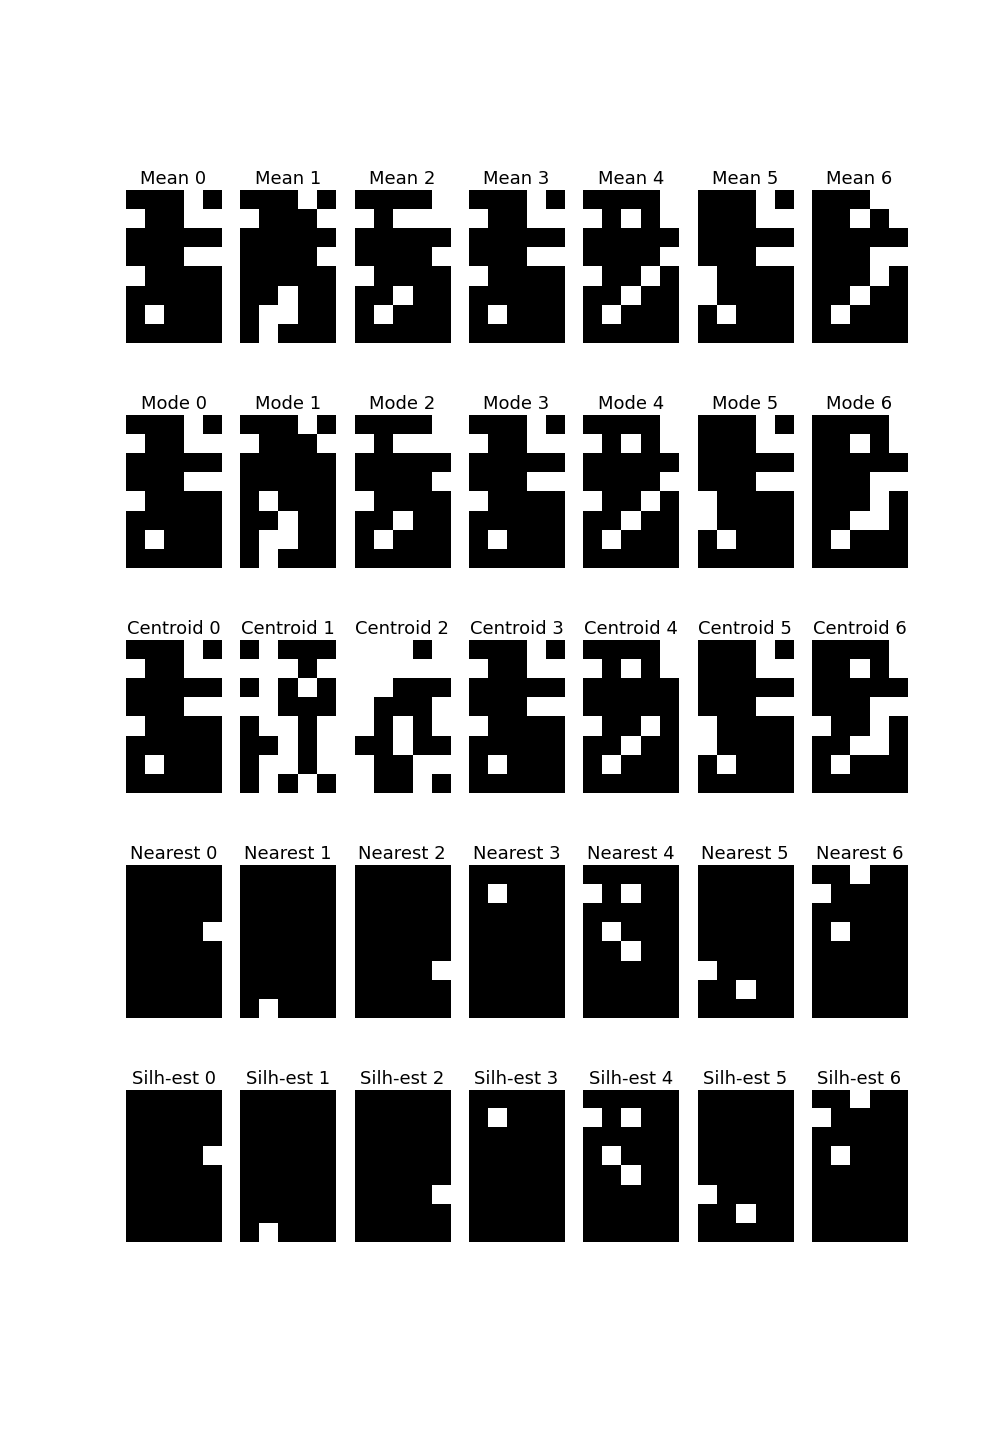 Mean 0 Mean 1 Mean 2 Mean 3 Mean 4 Mean 5 Mean 6
Mode 0 Mode 1 Mode 2 Mode 3 Mode 4 Mode 5 Mode 6
Centroid 0 Centroid 1 Centroid 2 Centroid 3 Centroid 4 Centroid 5 Centroid 6
Nearest 0 Nearest 1 Nearest 2 Nearest 3 Nearest 4 Nearest 5 Nearest 6
Silh-est 0 Silh-est 1 Silh-est 2 Silh-est 3 Silh-est 4 Silh-est 5 Silh-est 6